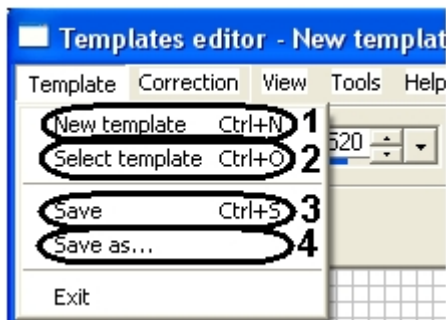 Templates editor - New templat
Template Correction View Tools Help
New template Ctrl+N 1
520
Select template Ctrl+O 2
Save Ctrl+S 3
Save as... 4
Exit